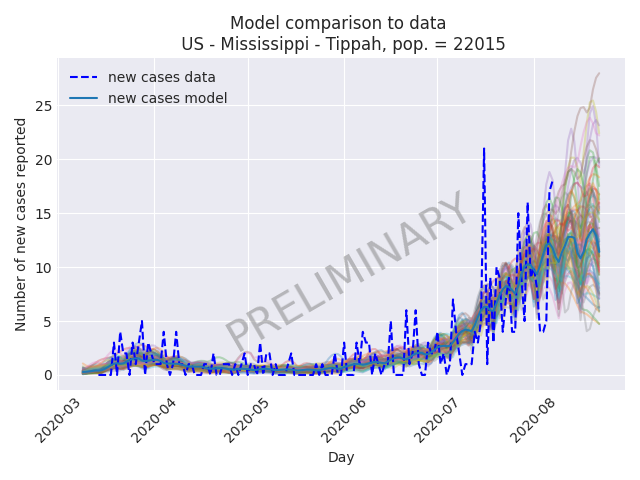 Model comparison to data
US - Mississippi - Tippah, pop. = 22015
new cases data
new cases model
Number of new cases reported
25
20
15
10
5
0
PRELIMINARY
2020-03
2020-04
2020-05
2020-06
2020-07
2020-08
Day